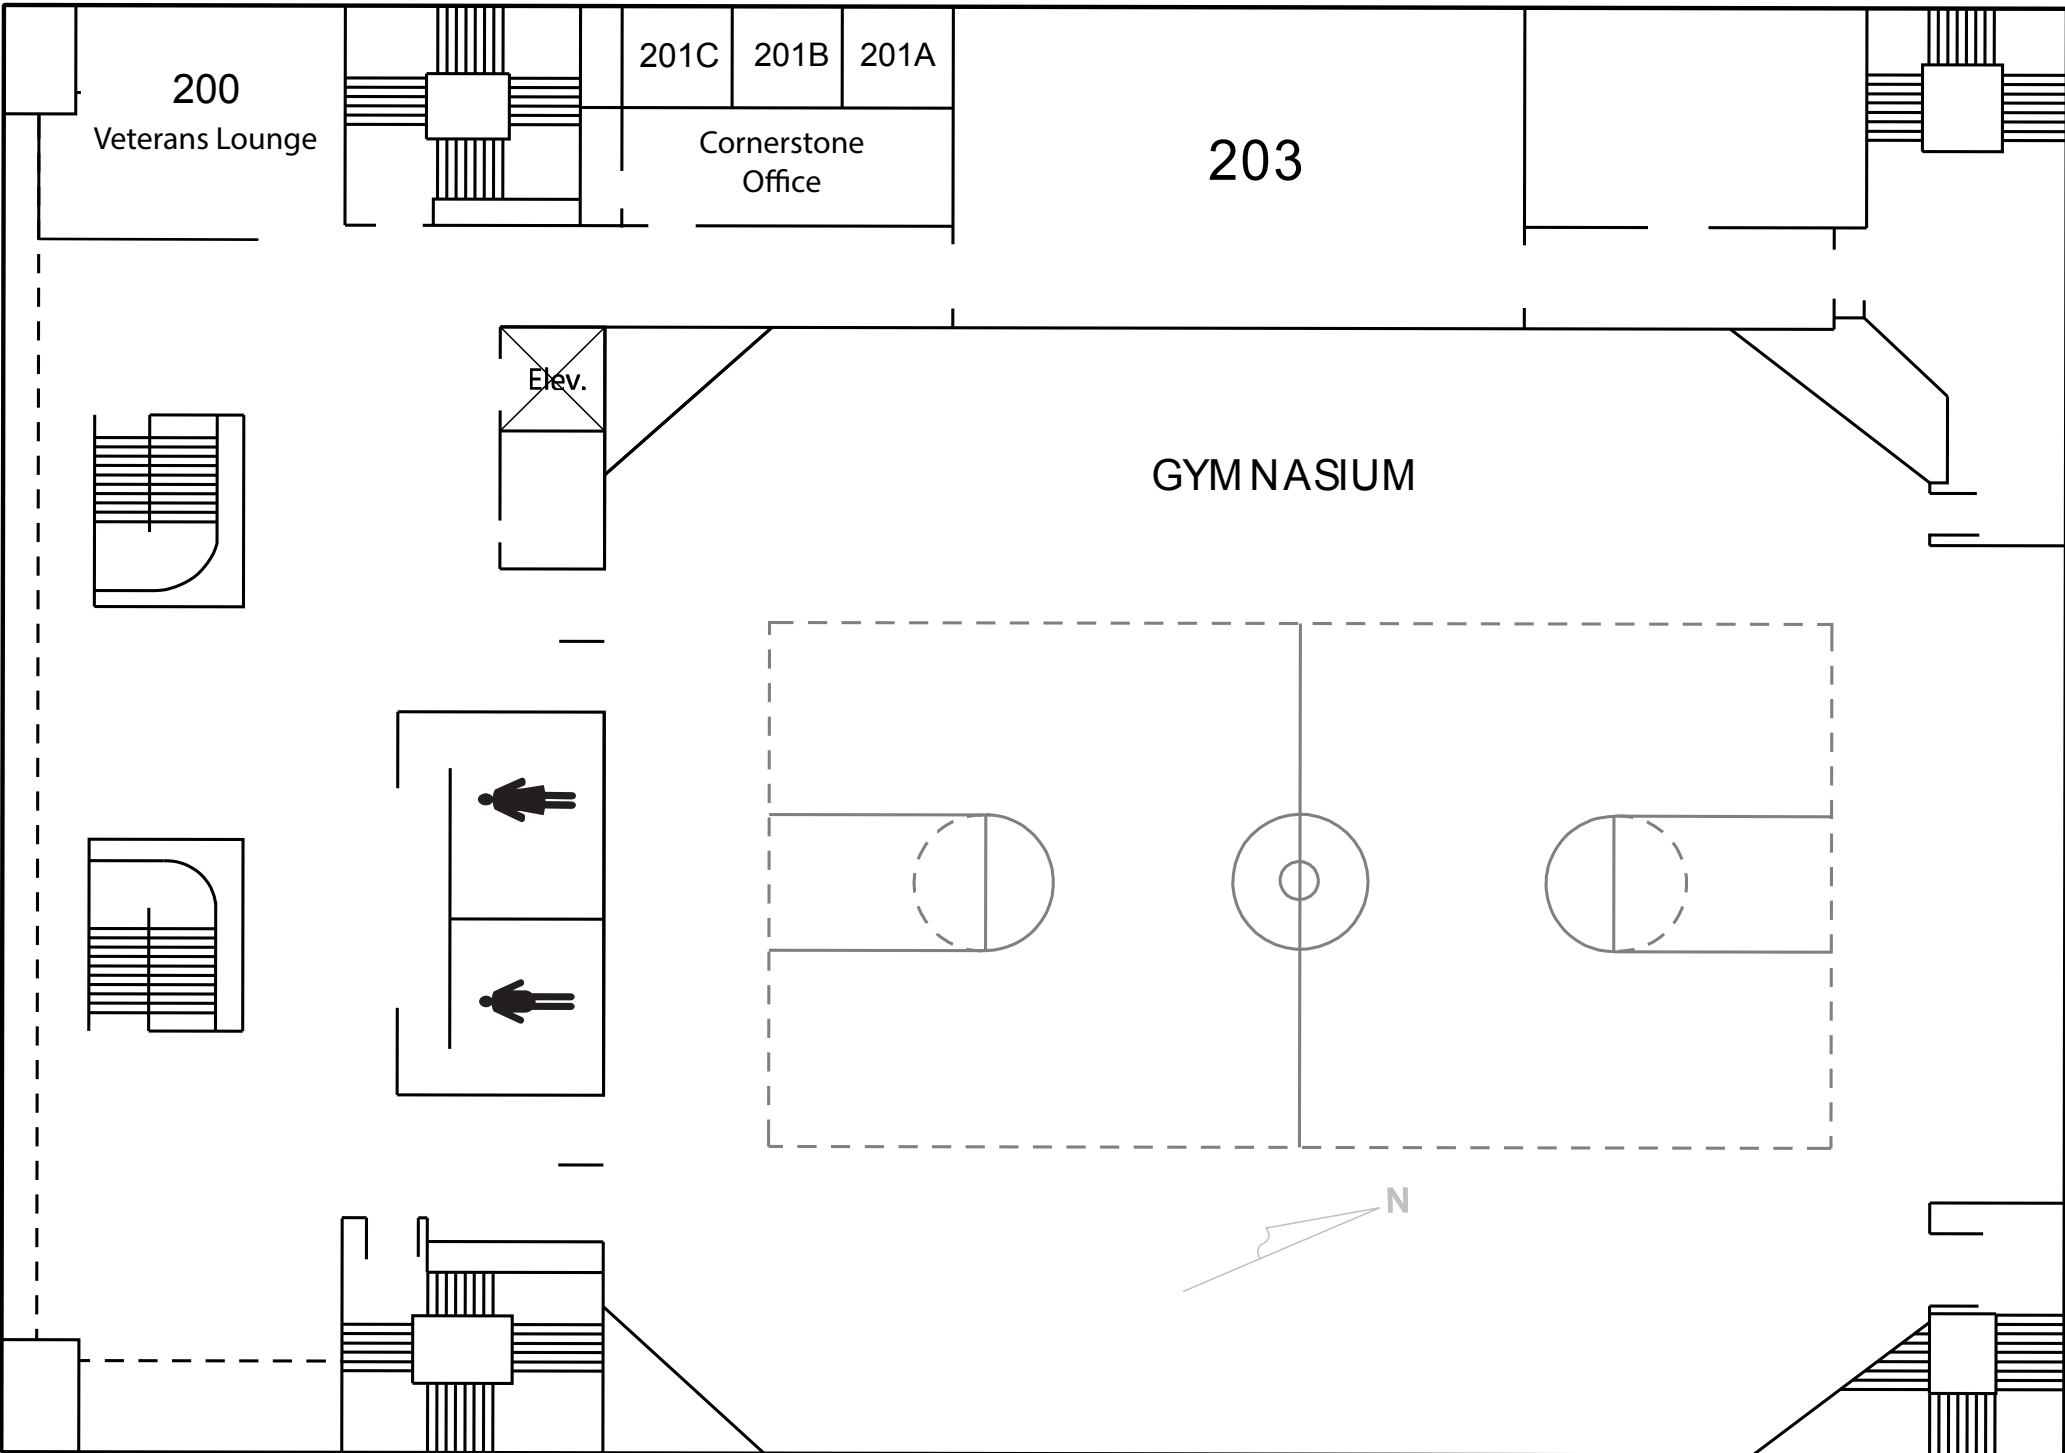 200
Veterans Lounge
201C
201B
201A
Cornerstone
Office
203
Elev.
GYMNASIUM
N